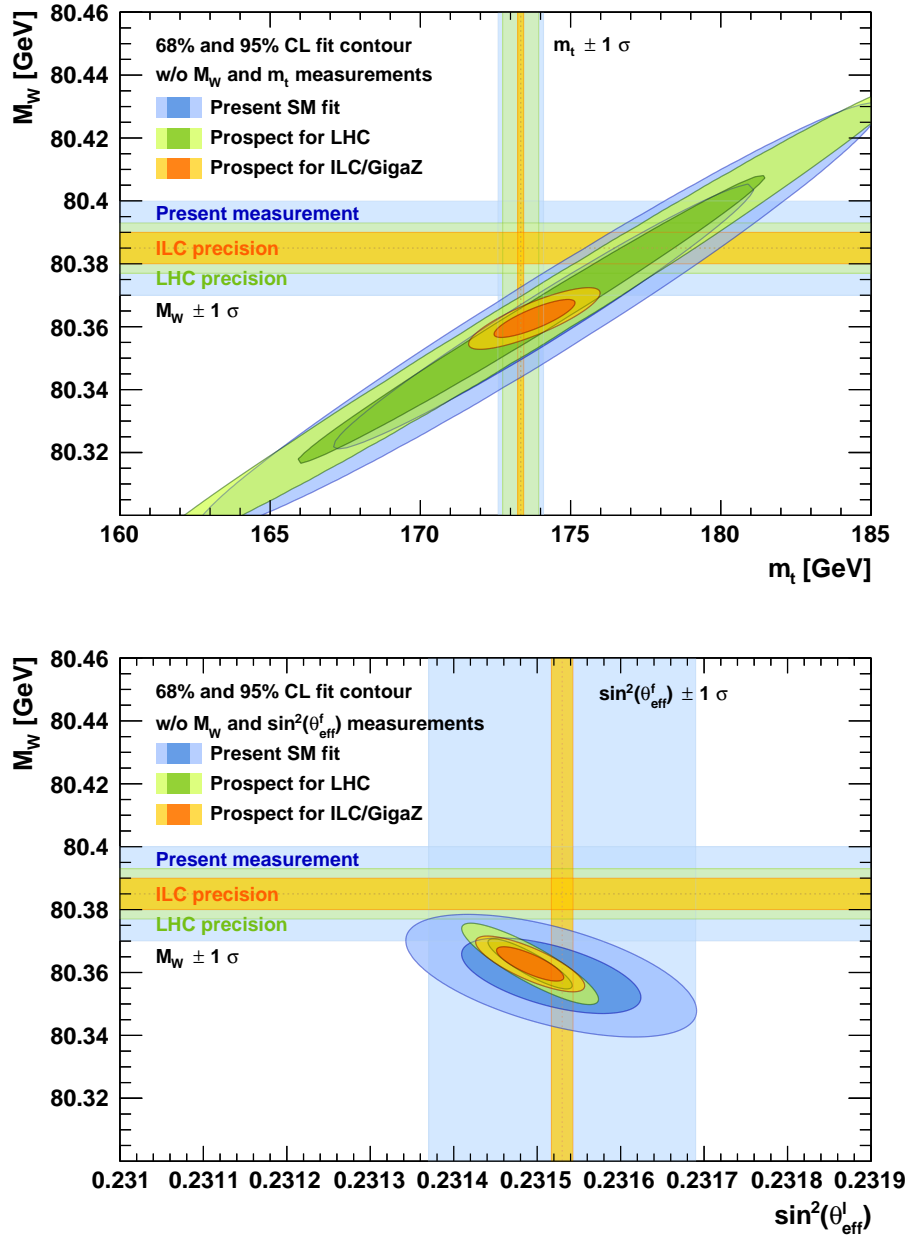 M_W [GeV]
80.46
80.44
80.42
80.4
80.38
80.36
80.34
80.32
68% and 95% CL fit contour
w/o M_W and m_t measurements
Present SM fit
Prospect for LHC
Prospect for ILC/GigaZ
m_t ± 1 σ
Present measurement
ILC precision
LHC precision
M_W ± 1 σ
160 165 170 175 180 185
m_t [GeV]
M_W [GeV]
80.46
80.44
80.42
80.4
80.38
80.36
80.34
80.32
68% and 95% CL fit contour
w/o M_W and sin²(θ^f_eff) measurements
Present SM fit
Prospect for LHC
Prospect for ILC/GigaZ
sin²(θ^f_eff) ± 1 σ
Present measurement
ILC precision
LHC precision
M_W ± 1 σ
0.231 0.2311 0.2312 0.2313 0.2314 0.2315 0.2316 0.2317 0.2318 0.2319
sin²(θ^l_eff)